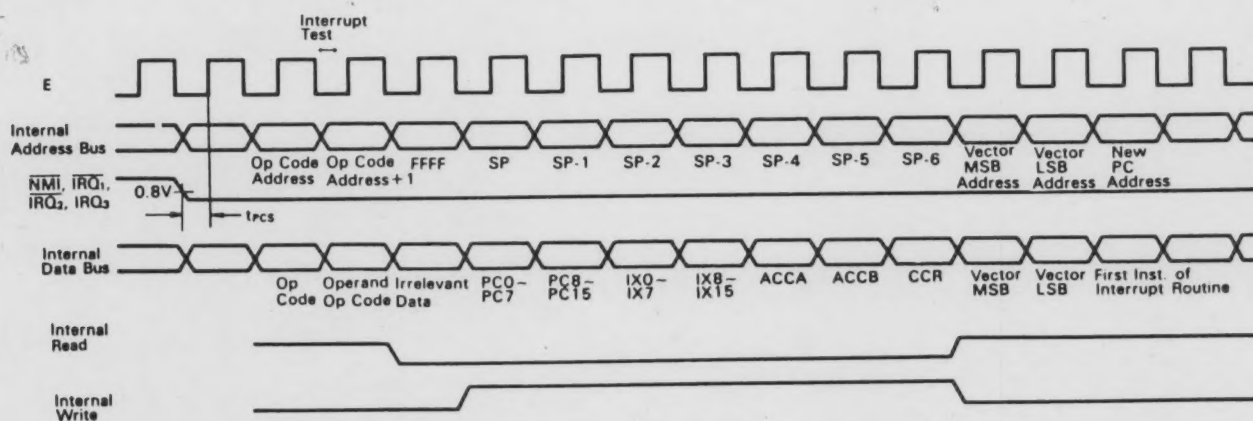 Interrupt
Test
E
Internal
Address Bus
Op Code
Address
Op Code
Address + 1
FFFF
SP
SP-1
SP-2
SP-3
SP-4
SP-5
SP-6
Vector
MSB
Address
Vector
LSB
Address
New
PC
Address
NMI, IRQ1,
IRQ2, IRQ3
0.8V
tPCS
Internal
Data Bus
Op
Code
Operand
Op Code
Irrelevant
Data
PC0~
PC7
PC8~
PC15
IX0~
IX7
IX8~
IX15
ACCA
ACCB
CCR
Vector
MSB
Vector
LSB
First Inst. of
Interrupt Routine
Internal
Read
Internal
Write